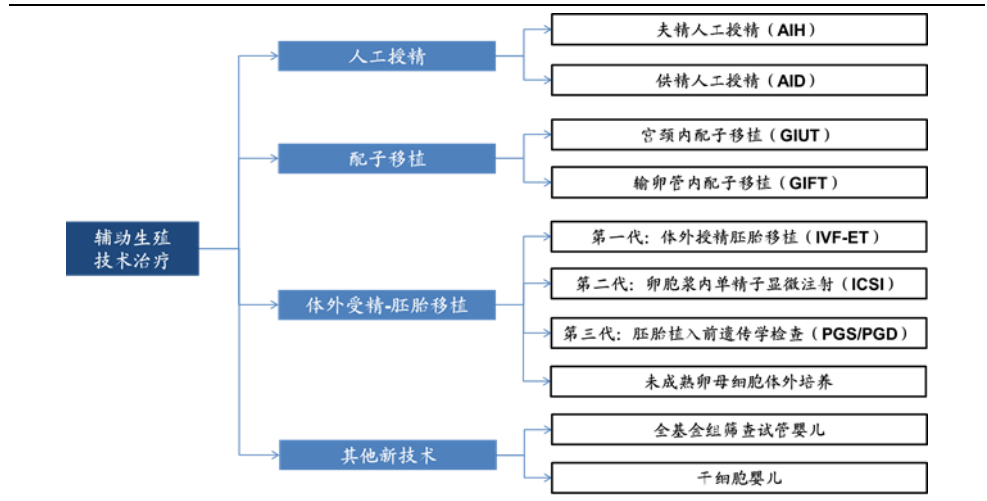 辅助生殖
技术治疗
人工授精
夫精人工授精（AIH）
供精人工授精（AID）
配子移植
宫颈内配子移植（GIUT）
输卵管内配子移植（GIFT）
体外受精-胚胎移植
第一代：体外授精胚胎移植（IVF-ET）
第二代：卵胞浆内单精子显微注射（ICSI）
第三代：胚胎植入前遗传学检查（PGS/PGD）
未成熟卵母细胞体外培养
其他新技术
全基金组筛查试管婴儿
干细胞婴儿